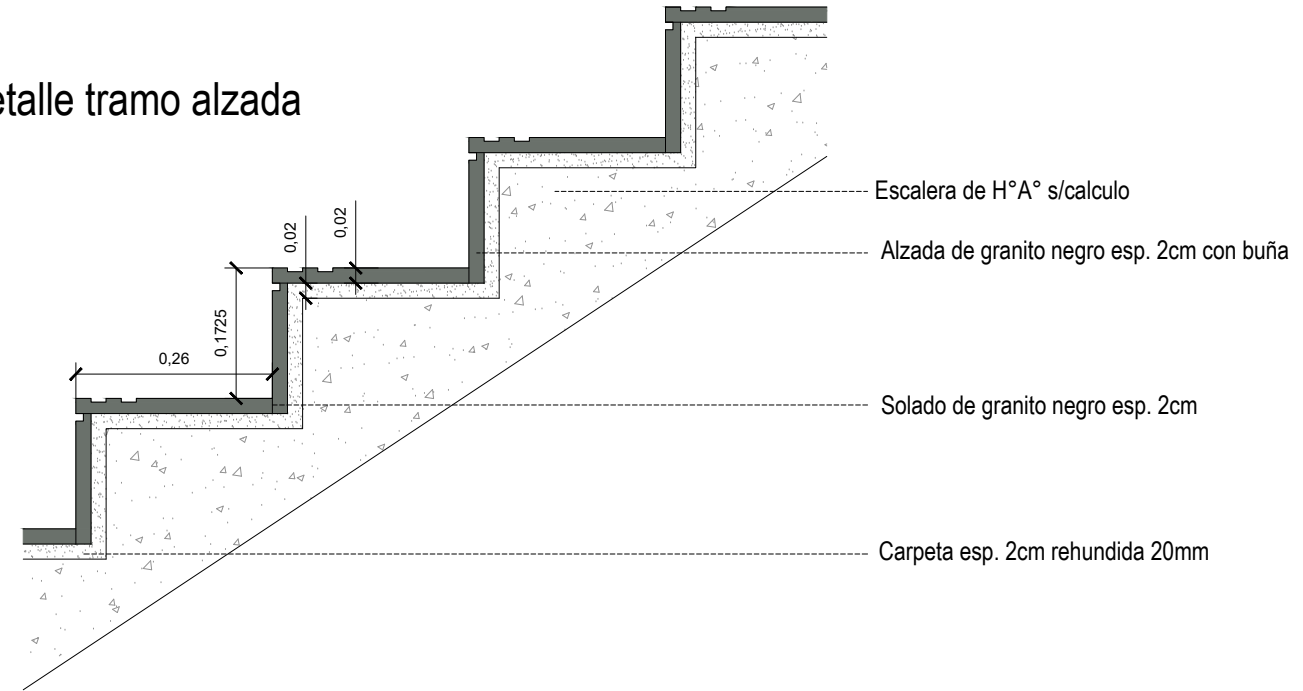 etalle tramo alzada
Escalera de H°A° s/calculo
0,02
0,02
Alzada de granito negro esp. 2cm con buña
0,1725
0,26
Solado de granito negro esp. 2cm
Carpeta esp. 2cm rehundida 20mm